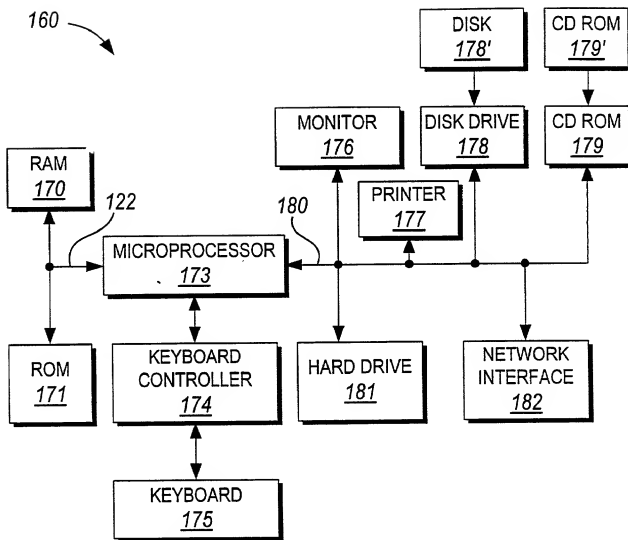 160
DISK
178'
CD ROM
179'
MONITOR
176
DISK DRIVE
178
CD ROM
179
RAM
170
PRINTER
177
122
180
MICROPROCESSOR
173
ROM
171
KEYBOARD
CONTROLLER
174
HARD DRIVE
181
NETWORK
INTERFACE
182
KEYBOARD
175